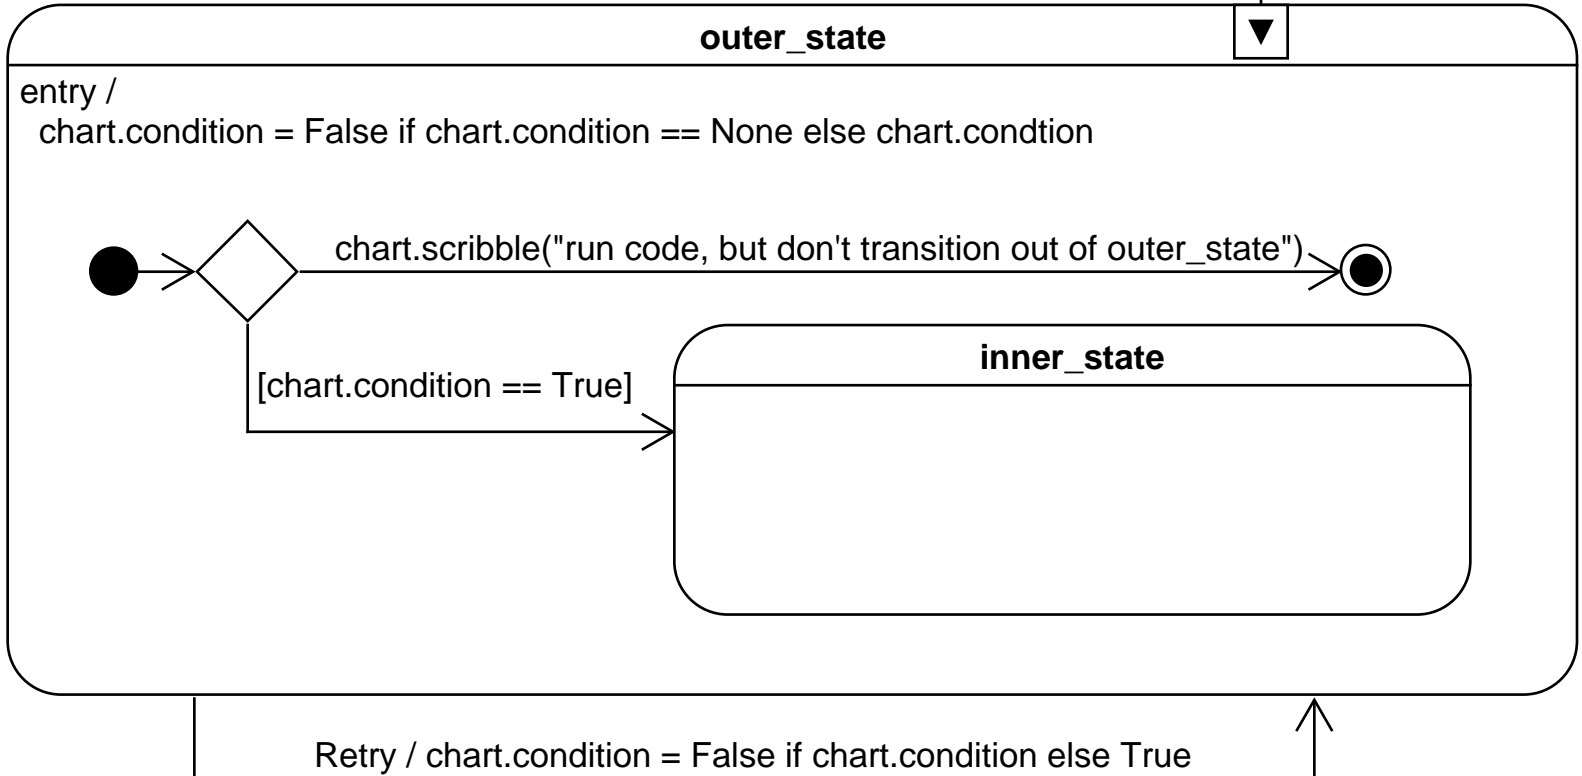 outer_state
entry /
chart.condition = False if chart.condition == None else chart.condtion
chart.scribble("run code, but don't transition out of outer_state")
inner_state
[chart.condition == True]
Retry / chart.condition = False if chart.condition else True